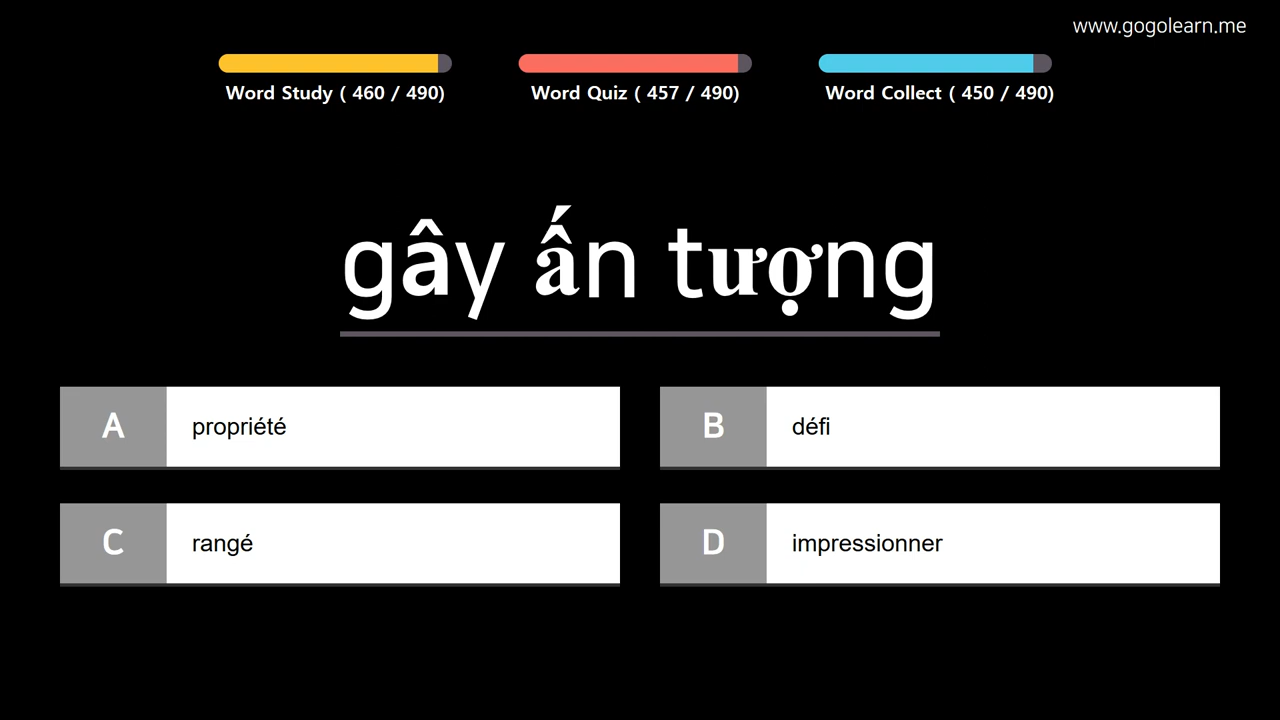 www.gogolearn.me
Word Study ( 460 / 490)
Word Quiz ( 457 / 490)
Word Collect ( 450 / 490)
gây ấn tượng
A propriété
B défi
C rangé
D impressionner